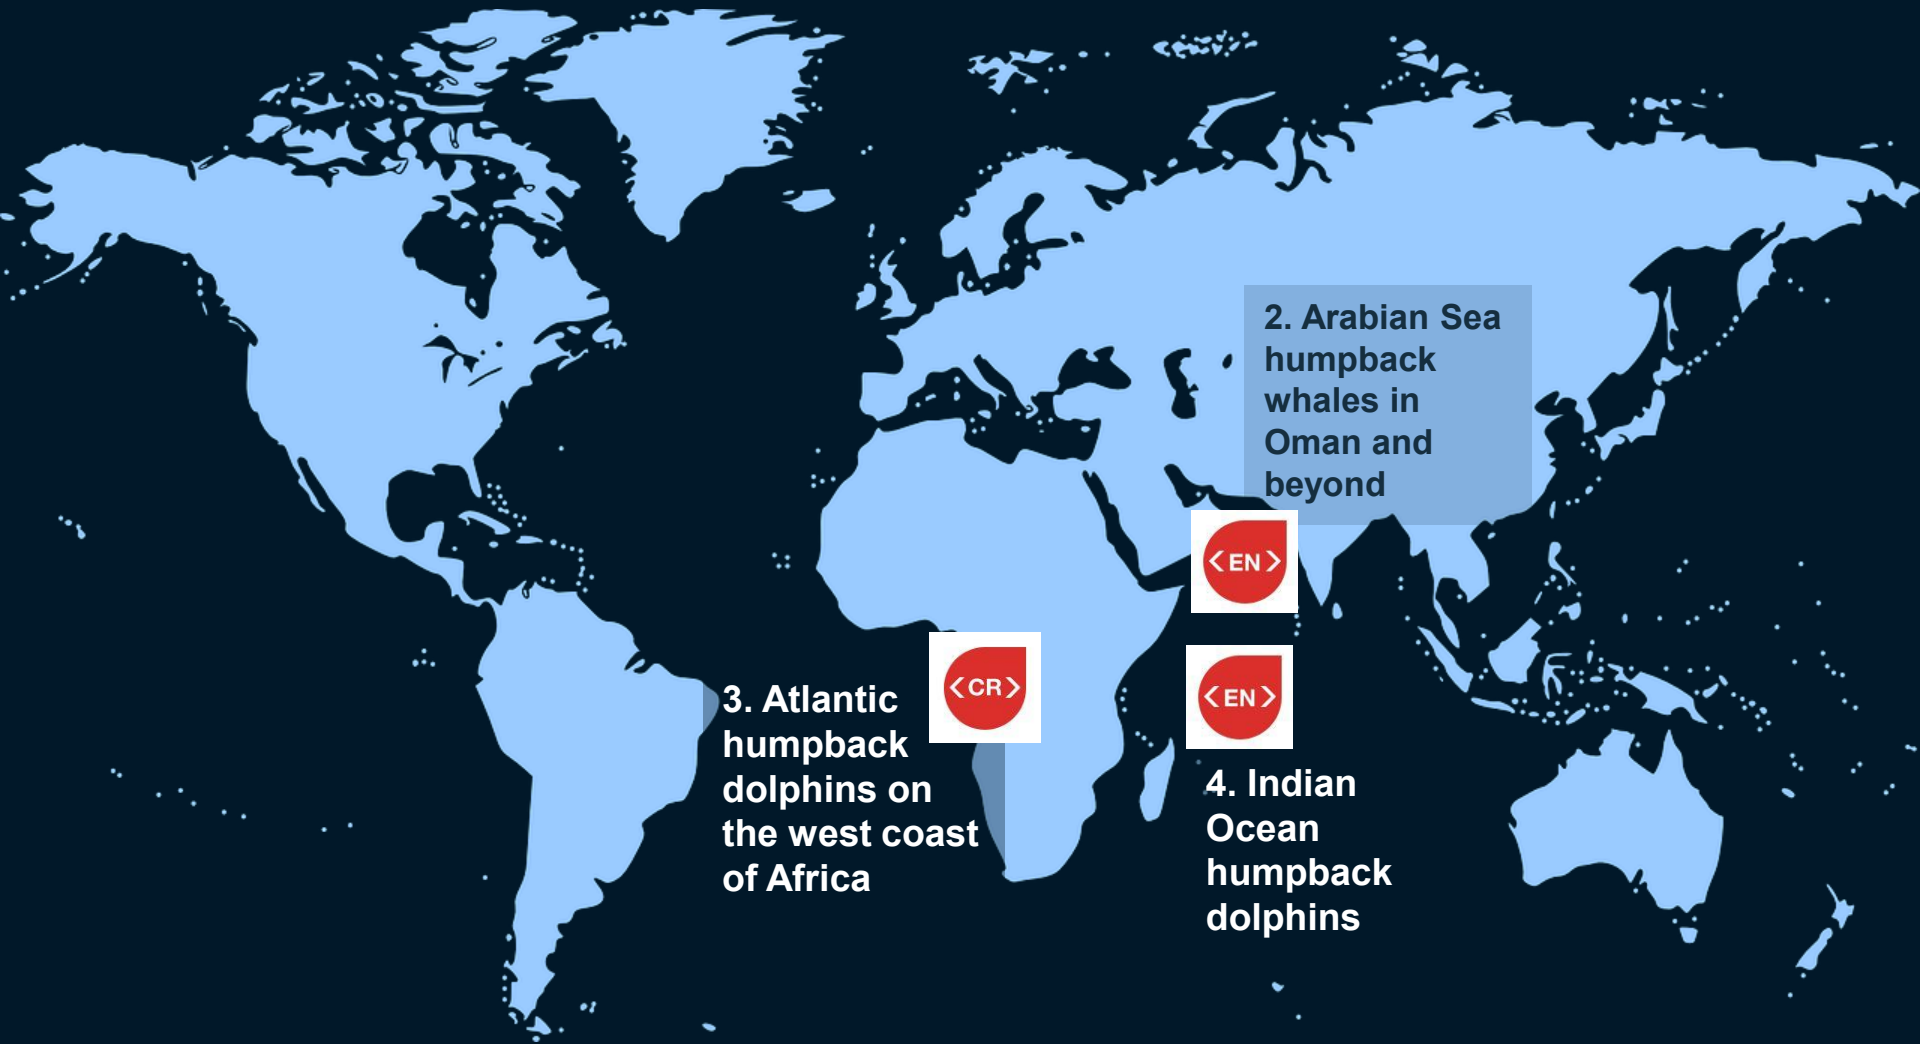 2. Arabian Sea
humpback
whales in
Oman and
beyond
<EN>
<CR>
3. Atlantic
humpback
dolphins on
the west coast
of Africa
<EN>
4. Indian
Ocean
humpback
dolphins